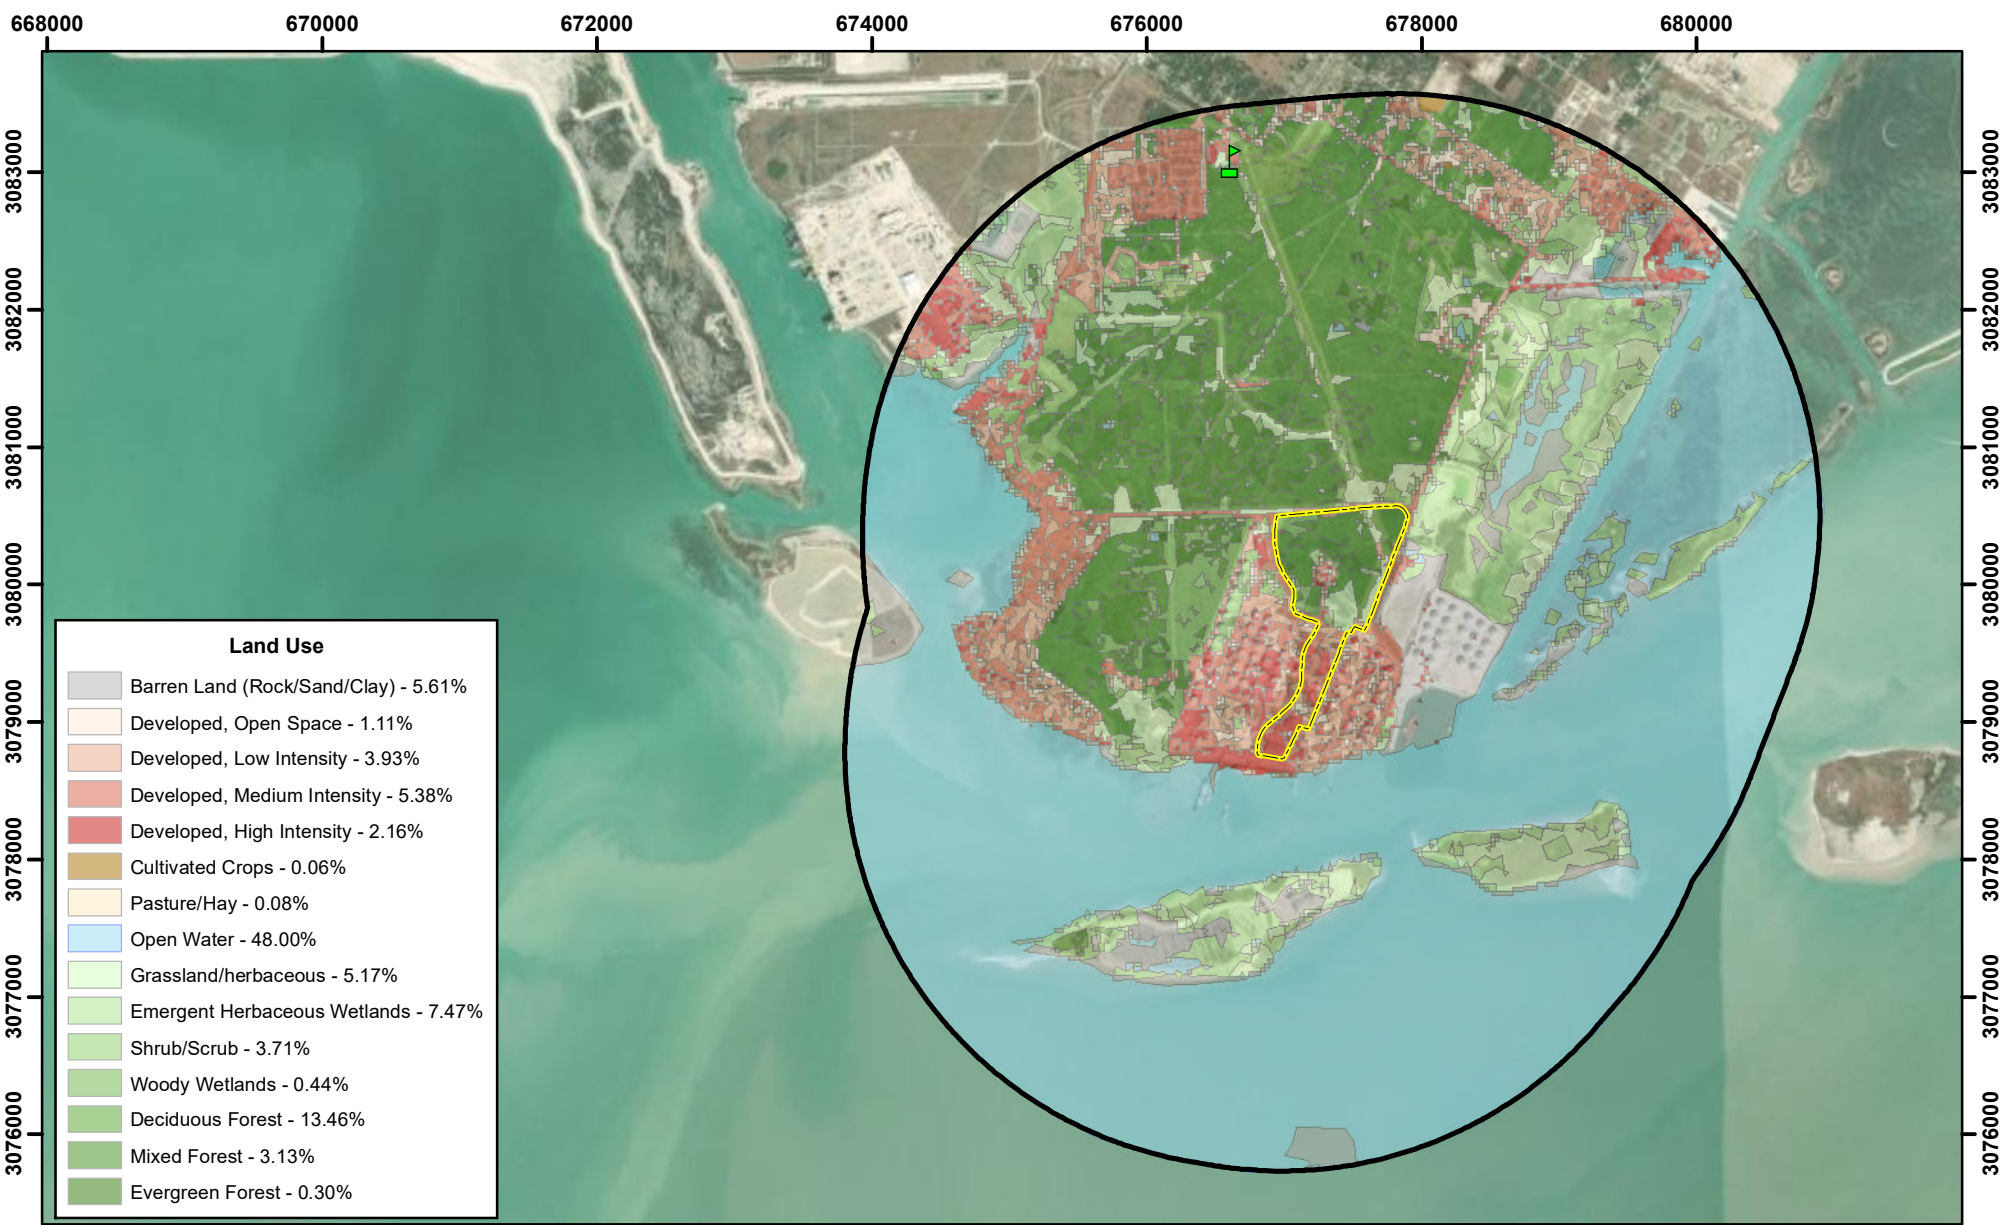 668000 670000 672000 674000 676000 678000 680000
3083000 3083000
3082000 3082000
3081000 3081000
3080000 3080000
3079000 3079000
3078000 3078000
3077000 3077000
3076000 3076000
Land Use
Barren Land (Rock/Sand/Clay) - 5.61%
Developed, Open Space - 1.11%
Developed, Low Intensity - 3.93%
Developed, Medium Intensity - 5.38%
Developed, High Intensity - 2.16%
Cultivated Crops - 0.06%
Pasture/Hay - 0.08%
Open Water - 48.00%
Grassland/herbaceous - 5.17%
Emergent Herbaceous Wetlands - 7.47%
Shrub/Scrub - 3.71%
Woody Wetlands - 0.44%
Deciduous Forest - 13.46%
Mixed Forest - 3.13%
Evergreen Forest - 0.30%